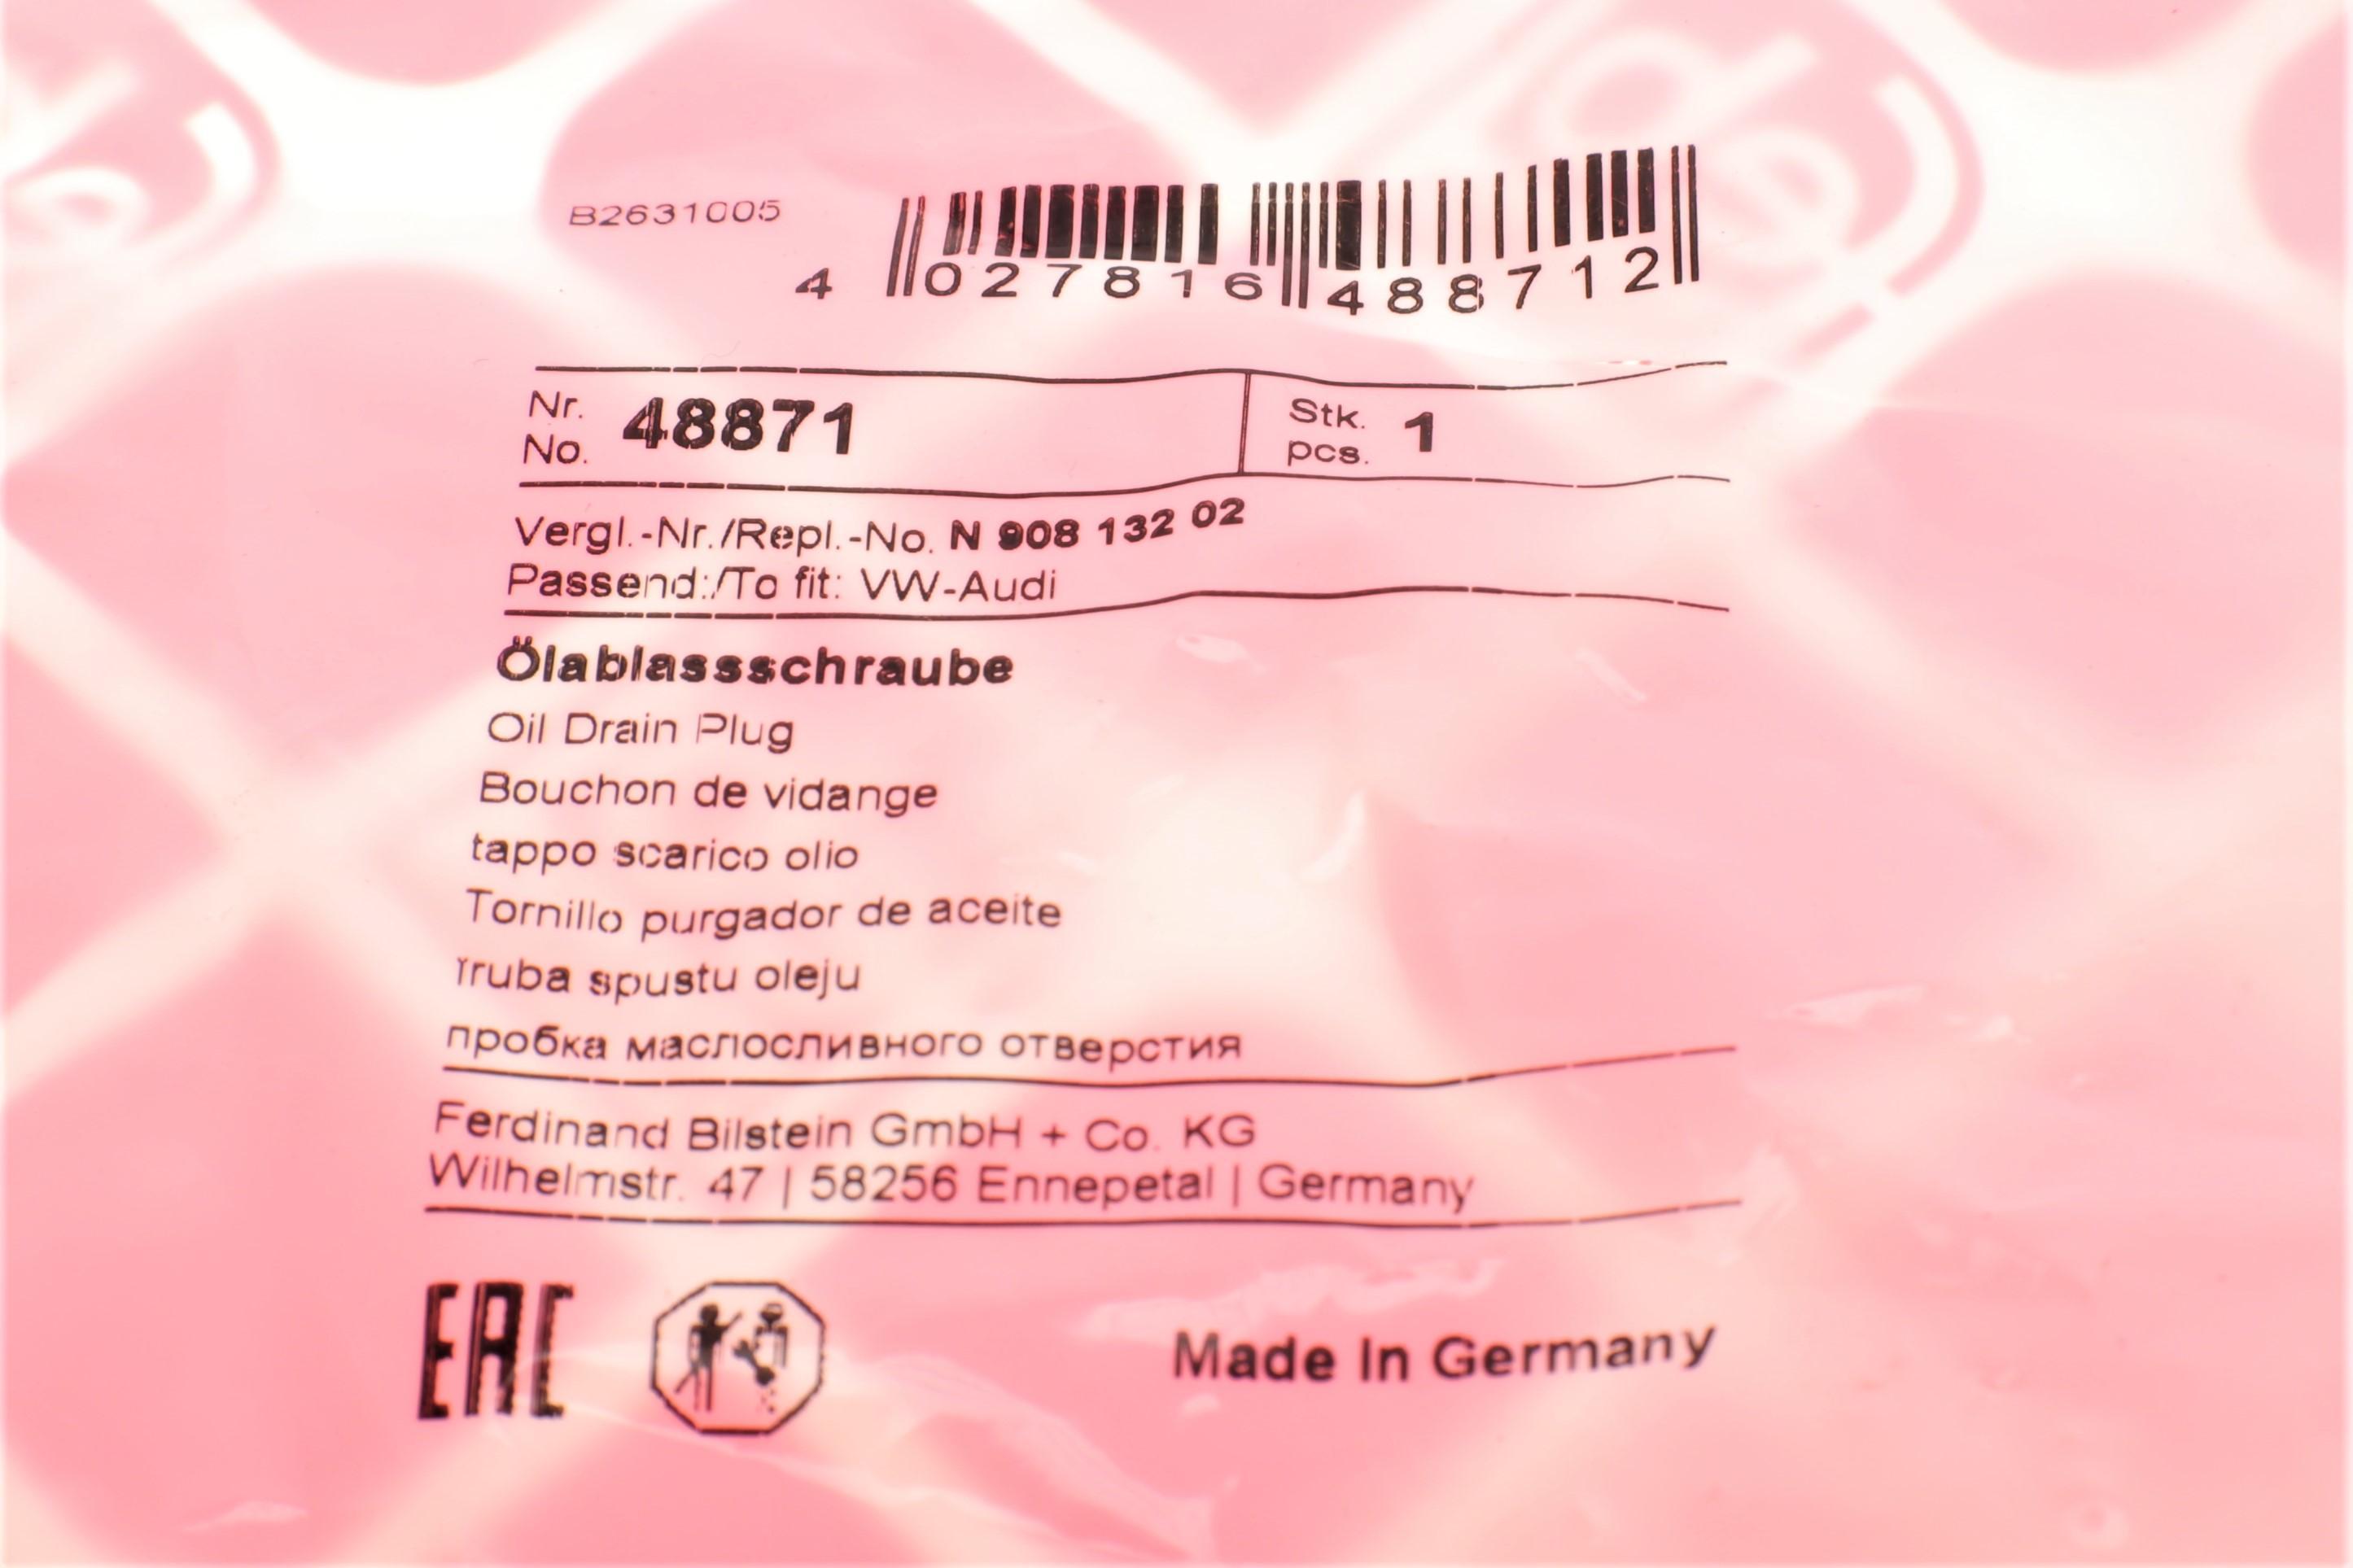 B2631005
4 027816 488712
Nr.
No. 48871
Stk.
pcs. 1
Vergl.-Nr./Repl.-No. N 908 132 02
Passend:/To fit: VW-Audi
Ölablassschraube
Oil Drain Plug
Bouchon de vidange
tappo scarico olio
Tornillo purgador de aceite
spustu oleju
пробка маслосливного отверстия
Ferdinand Bilstein GmbH + Co. KG
Wilhelmstr. 47 | 58256 Ennepetal | Germany
EAC
Made In Germany